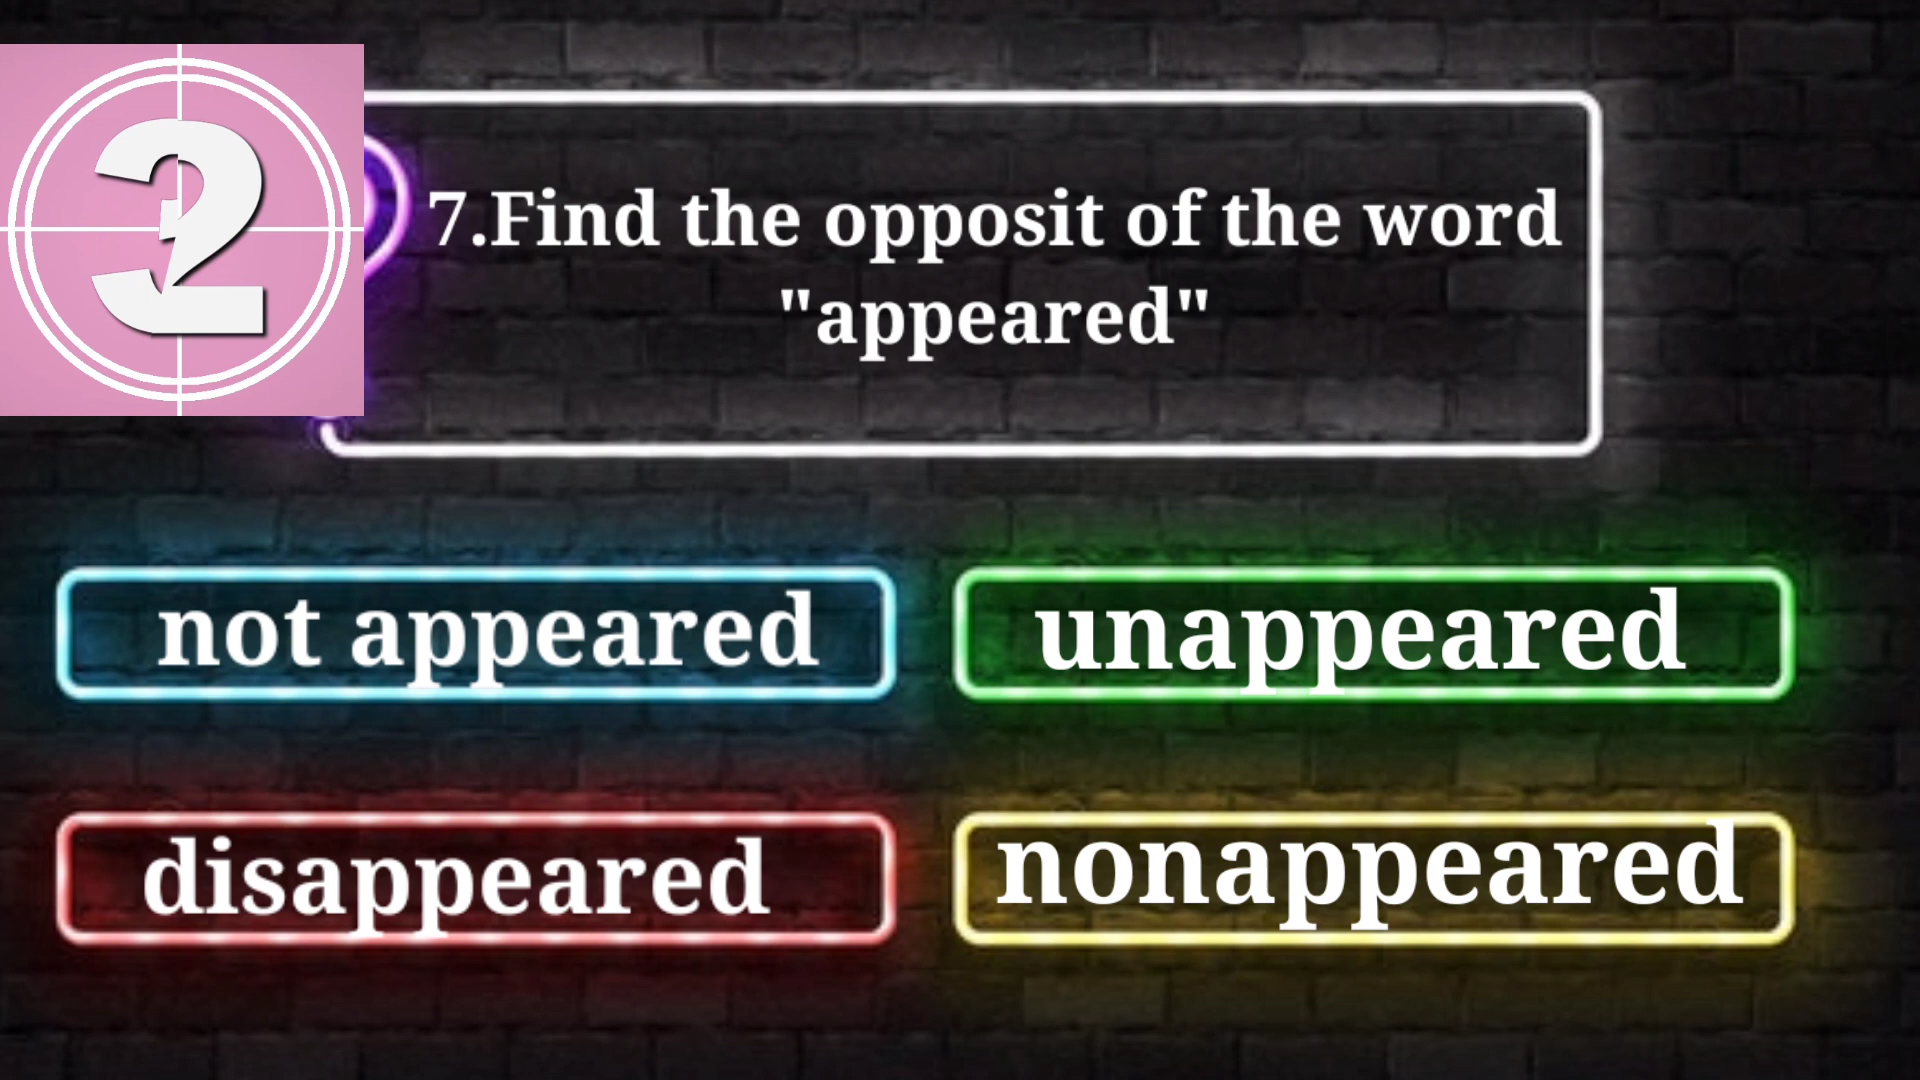 2
7.Find the opposit of the word
"appeared"
not appeared
unappeared
disappeared
nonappeared